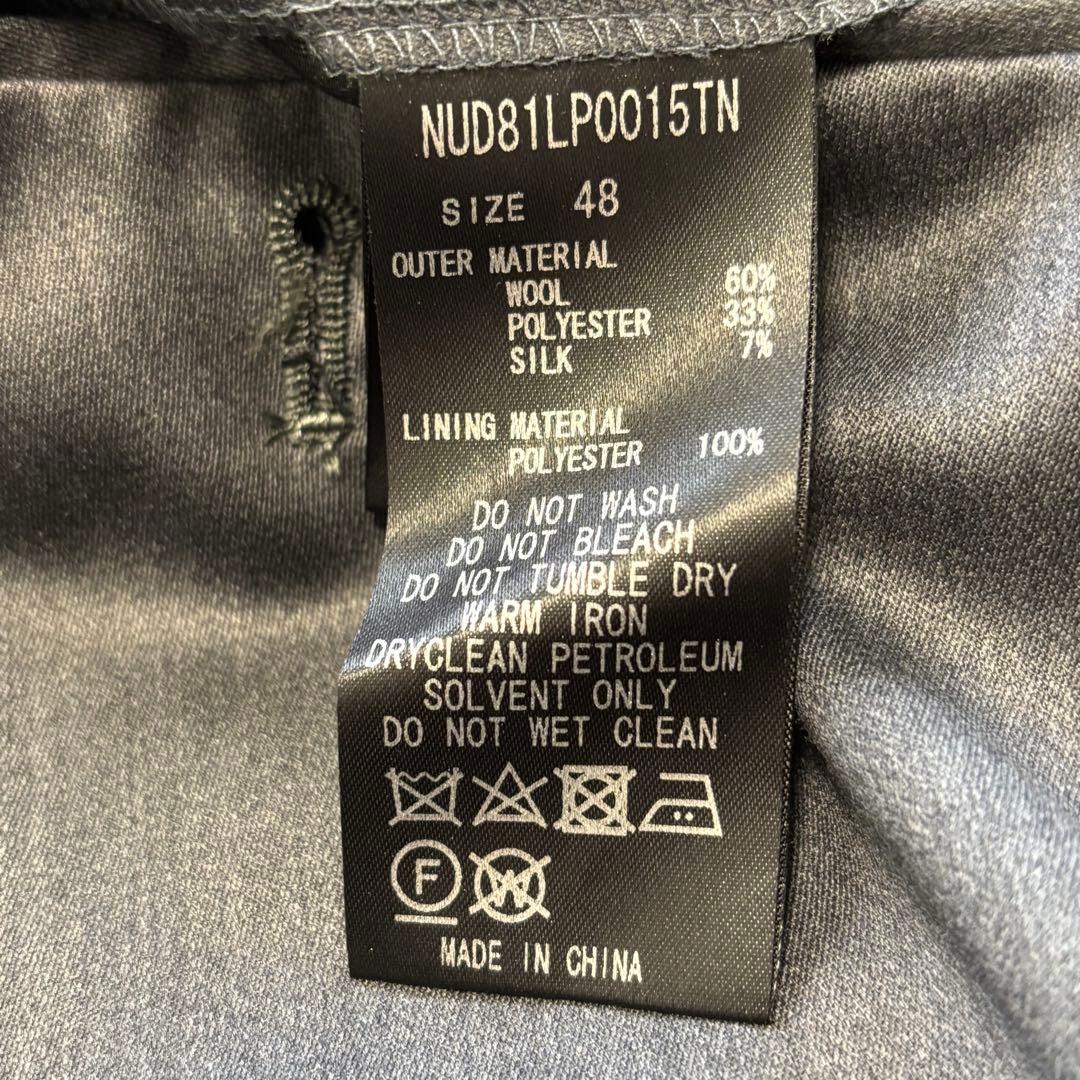 NUD81LP0015TN
SIZE 48
OUTER MATERIAL
WOOL 60%
POLYESTER 33%
SILK 7%
LINING MATERIAL
POLYESTER 100%
DO NOT WASH
DO NOT BLEACH
DO NOT TUMBLE DRY
WARM IRON
DRYCLEAN PETROLEUM
SOLVENT ONLY
DO NOT WET CLEAN
F W
MADE IN CHINA